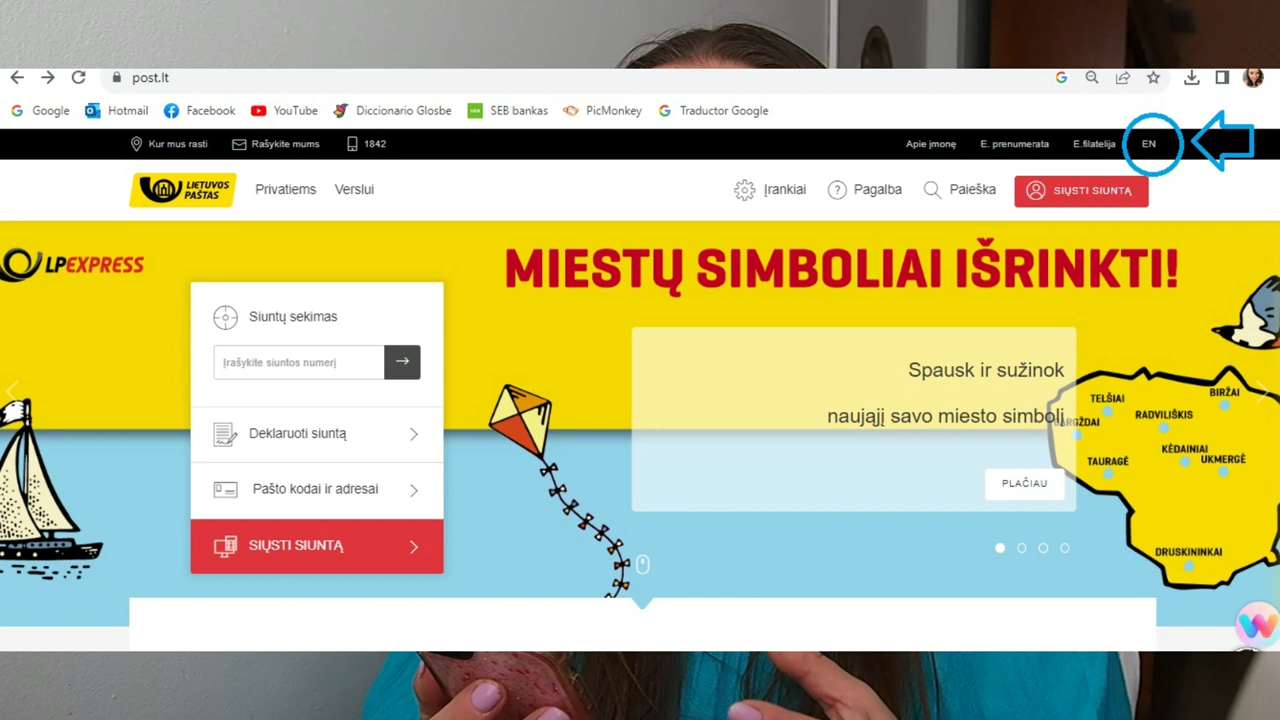 post.lt
Google Hotmail Facebook YouTube Diccionario Glosbe SEB bankas PicMonkey Traductor Google
Kur mus rasti Rašykite mums 1842 Apie įmonę E. prenumerata E.filatelija EN
LIETUVOS
PAŠTAS
Privatiems Verslui Įrankiai Pagalba Paieška SIŲSTI SIUNTĄ
LPEXPRESS
MIESTŲ SIMBOLIAI IŠRINKTI!
Siuntų sekimas
Įrašykite siuntos numerį
Deklaruoti siuntą
Pašto kodai ir adresai
SIŲSTI SIUNTĄ
Spausk ir sužinok
naująjį savo miesto simbolį
PLAČIAU
TELŠIAI
BIRŽAI
RADVILIŠKIS
KĖDAINIAI
TAURAGĖ
UKMERGĖ
DRUSKININKAI